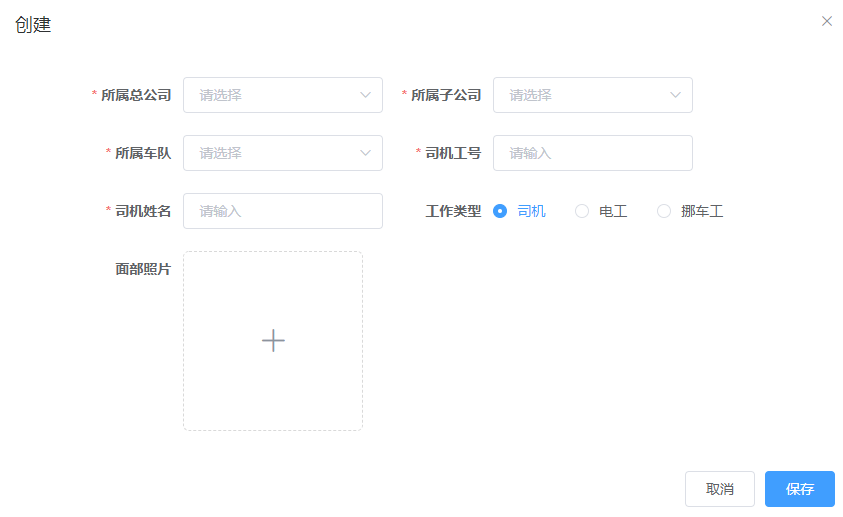 创建
* 所属总公司 请选择 * 所属子公司 请选择
* 所属车队 请选择 * 司机工号 请输入
* 司机姓名 请输入 工作类型 司机 电工 挪车工
面部照片
取消 保存